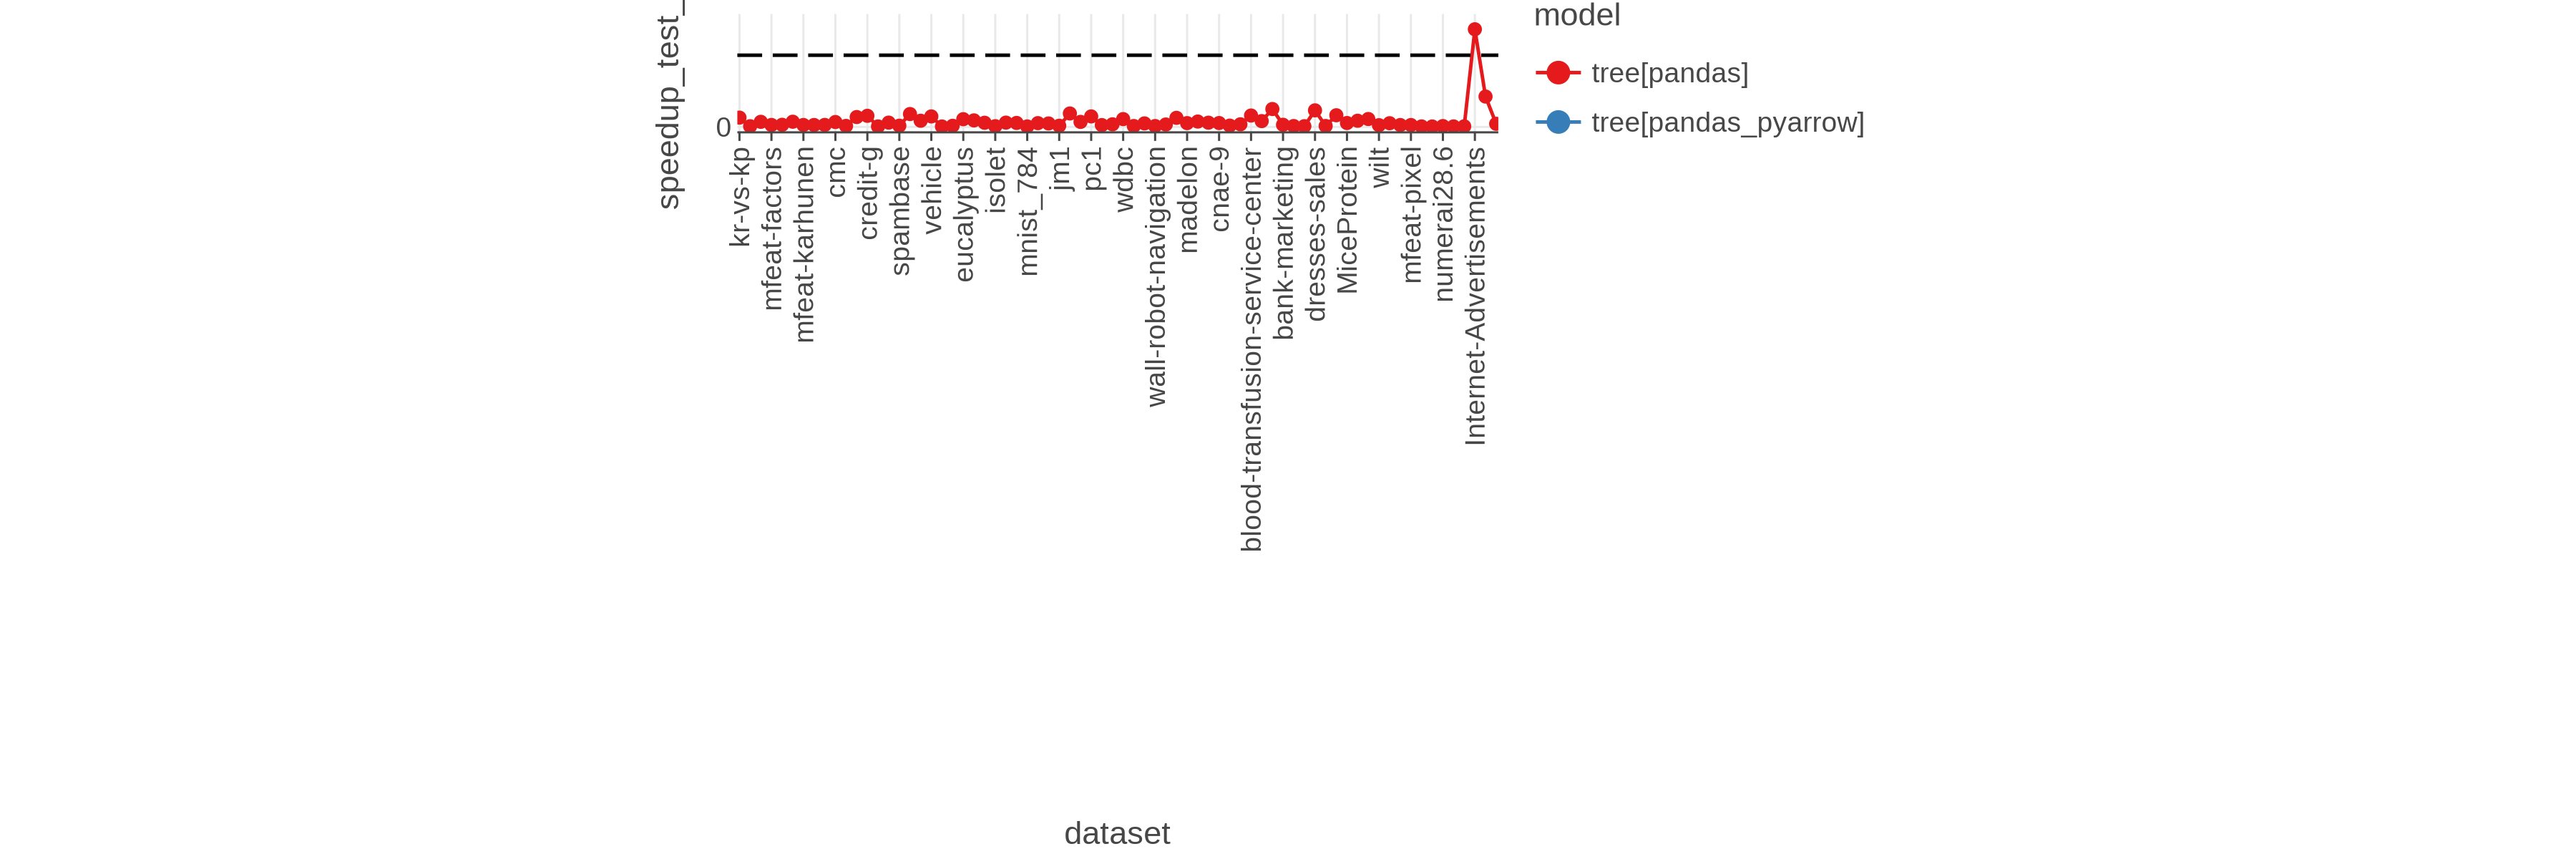 speedup_test_
0
kr-vs-kp
mfeat-factors
mfeat-karhunen
cmc
credit-g
spambase
vehicle
eucalyptus
isolet
mnist_784
jm1
pc1
wdbc
wall-robot-navigation
madelon
cnae-9
blood-transfusion-service-center
bank-marketing
dresses-sales
MiceProtein
wilt
mfeat-pixel
numerai28.6
Internet-Advertisements
dataset
model
tree[pandas]
tree[pandas_pyarrow]